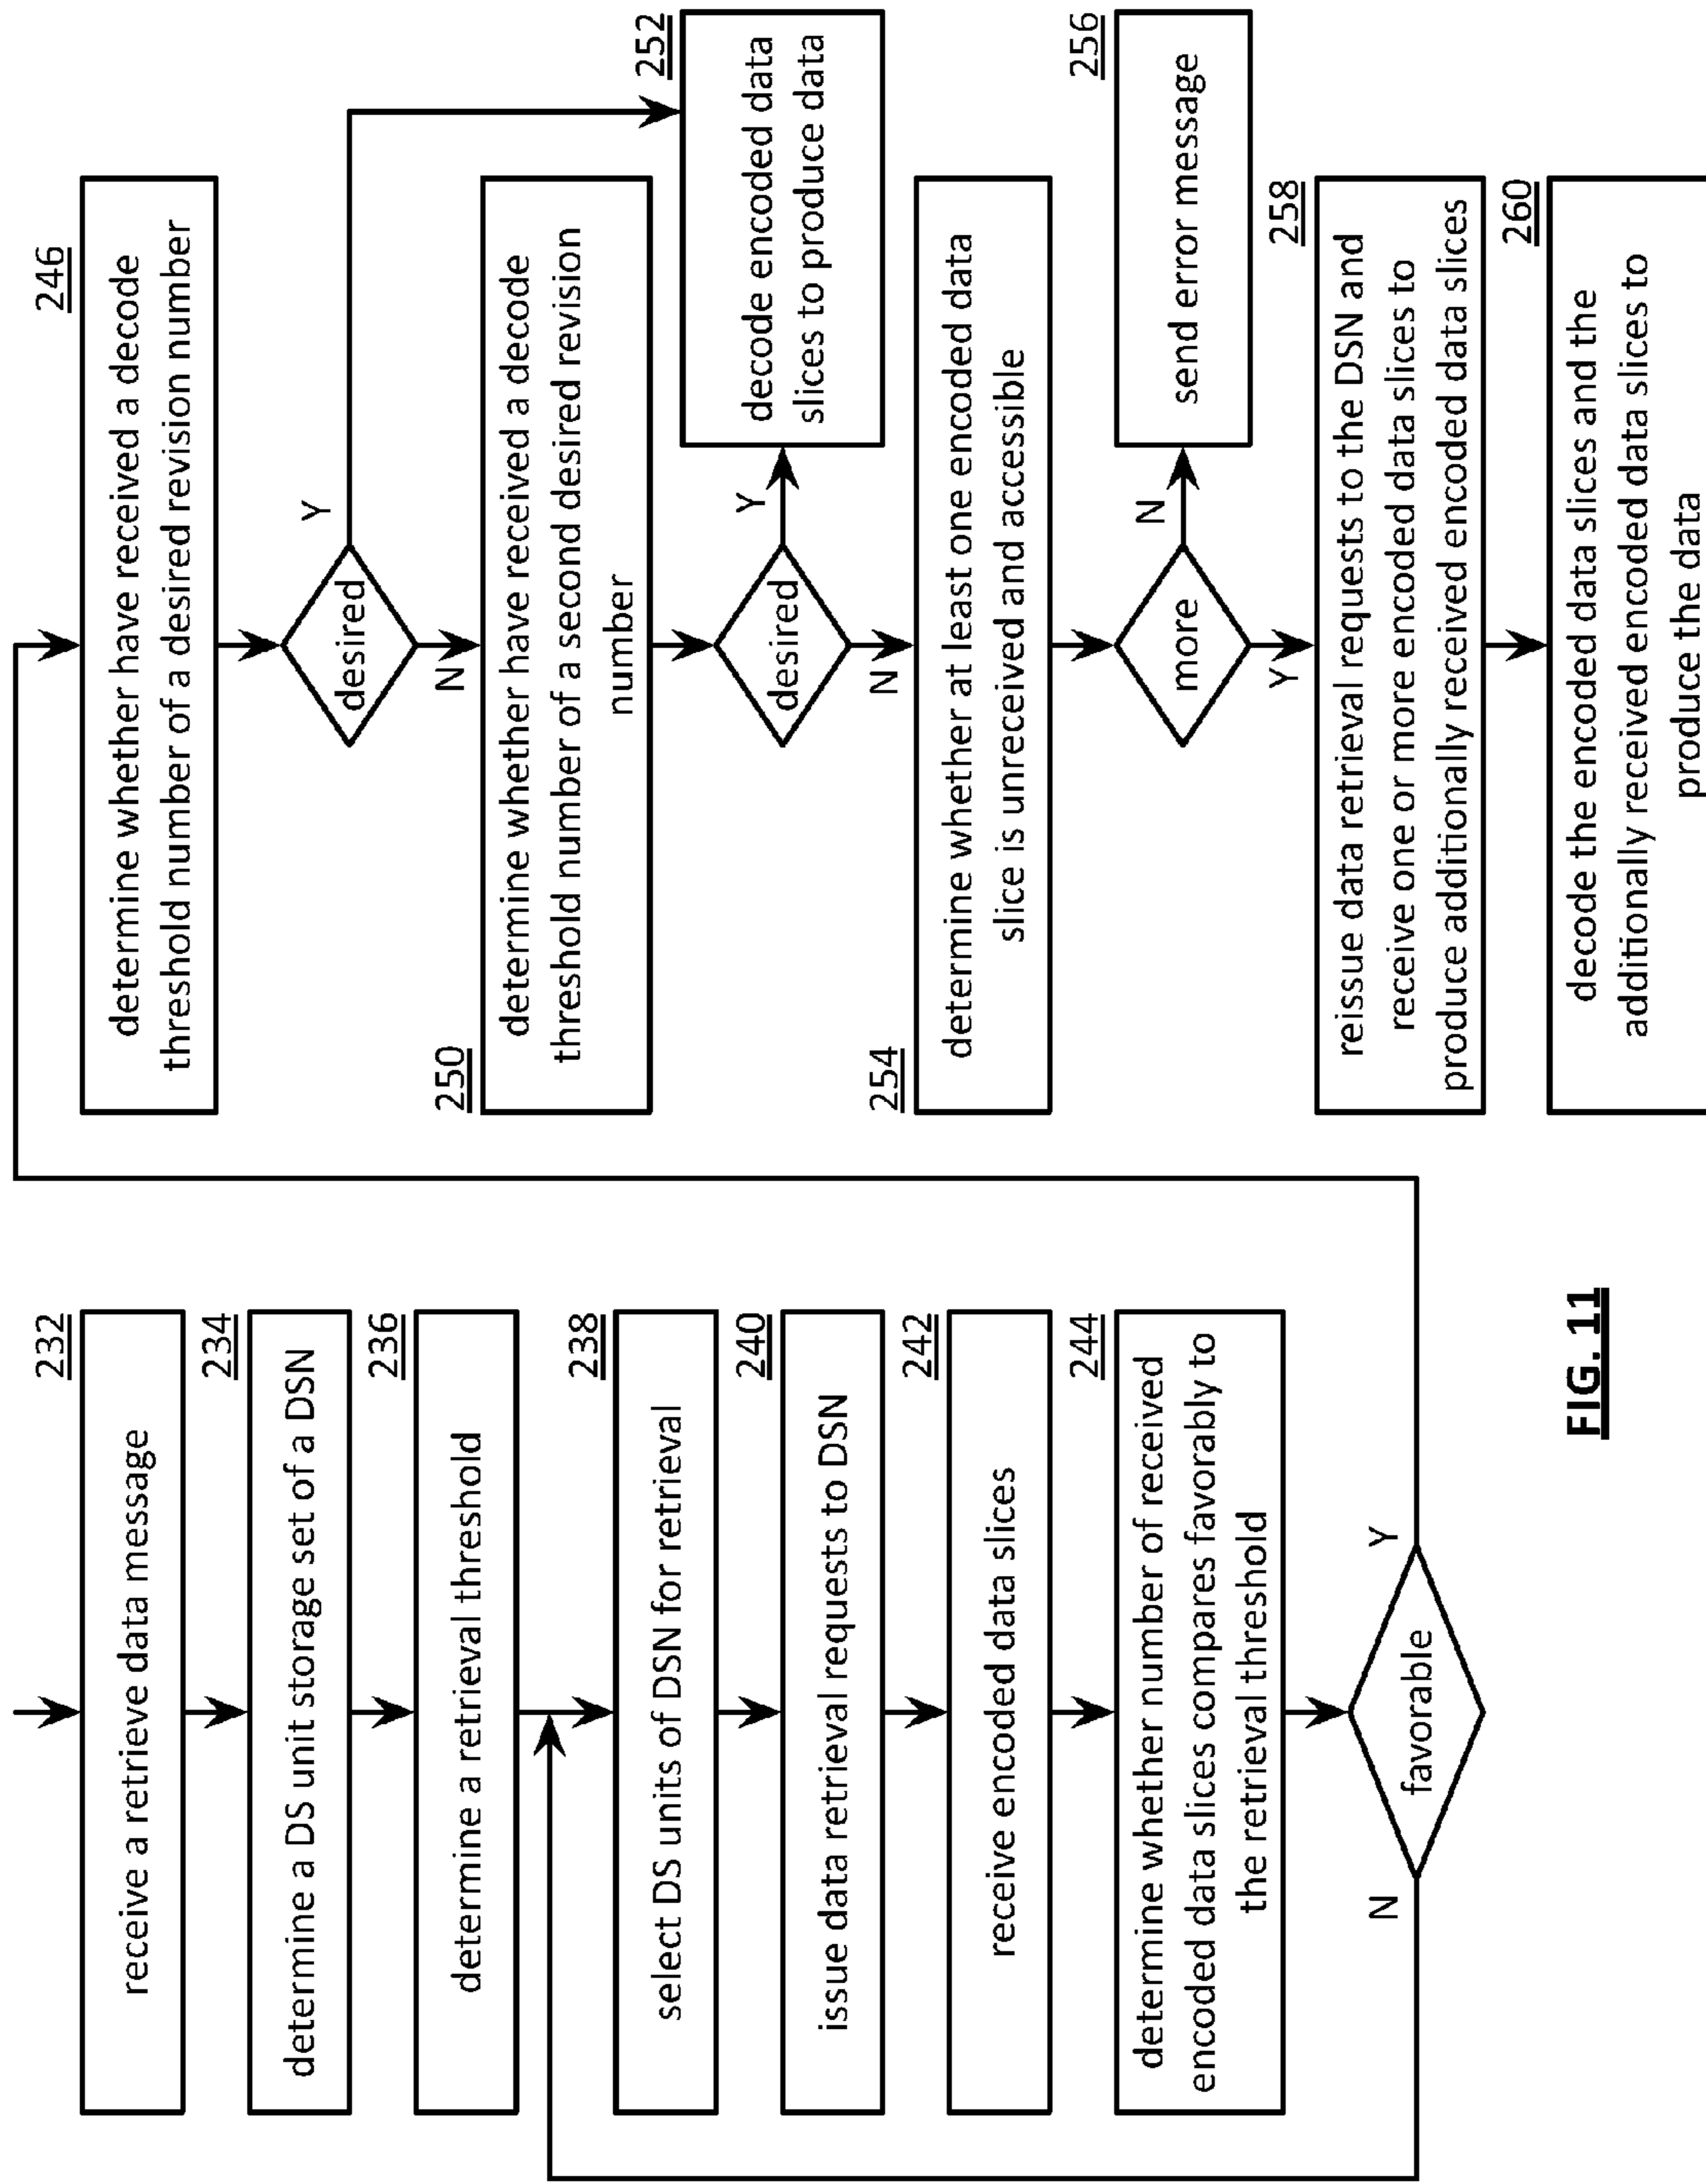 232
receive a retrieve data message
234
determine a DS unit storage set of a DSN
236
determine a retrieval threshold
238
select DS units of DSN for retrieval
240
issue data retrieval requests to DSN
242
receive encoded data slices
244
determine whether number of received
encoded data slices compares favorably to
the retrieval threshold
favorable
N
Y
246
determine whether have received a decode
threshold number of a desired revision number
desired
Y
N
250
determine whether have received a decode
threshold number of a second desired revision
number
desired
Y
N
252
decode encoded data
slices to produce data
254
determine whether at least one encoded data
slice is unreceived and accessible
more
N
Y
256
send error message
258
reissue data retrieval requests to the DSN and
receive one or more encoded data slices to
produce additionally received encoded data slices
260
decode the encoded data slices and the
additionally received encoded data slices to
produce the data
FIG. 11